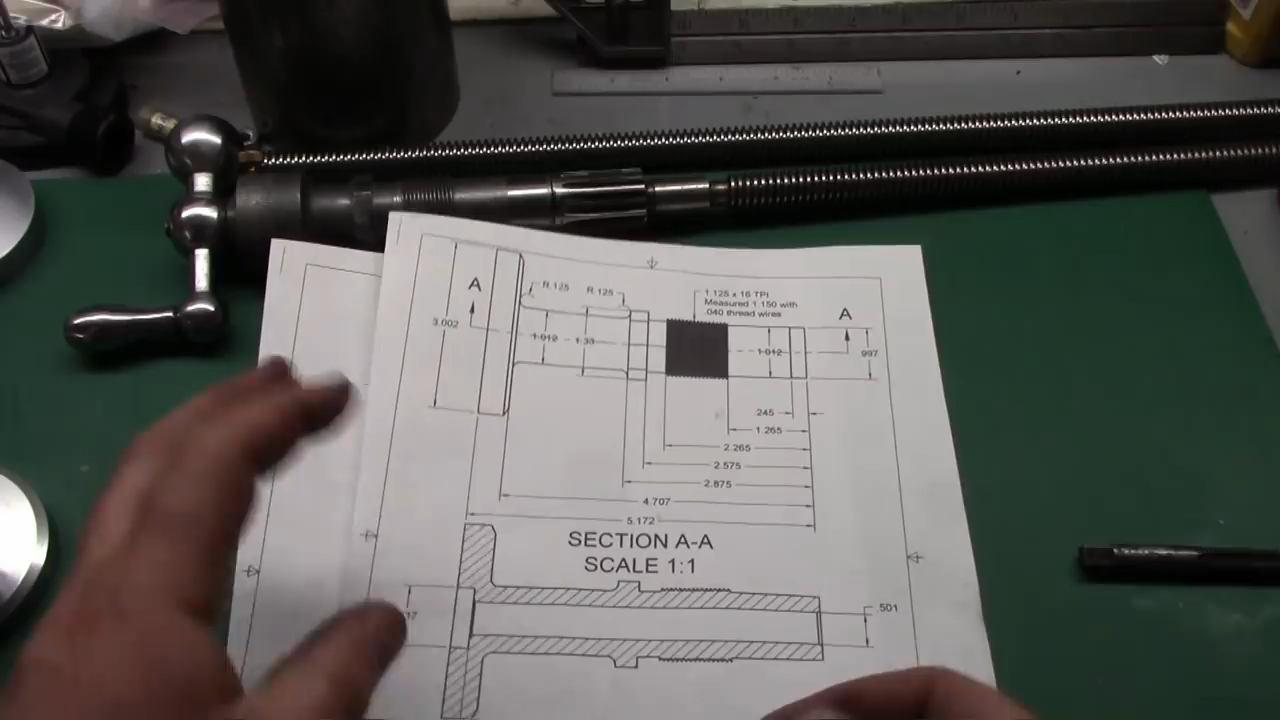 A
R.125
R.125
1.125 x 16 TPI
Measured 1.150 with
.040 thread wires
A
3.002
1.012
1.33
1.012
.997
.245
1.265
2.265
2.575
2.875
4.707
5.172
SECTION A-A
SCALE 1:1
.501